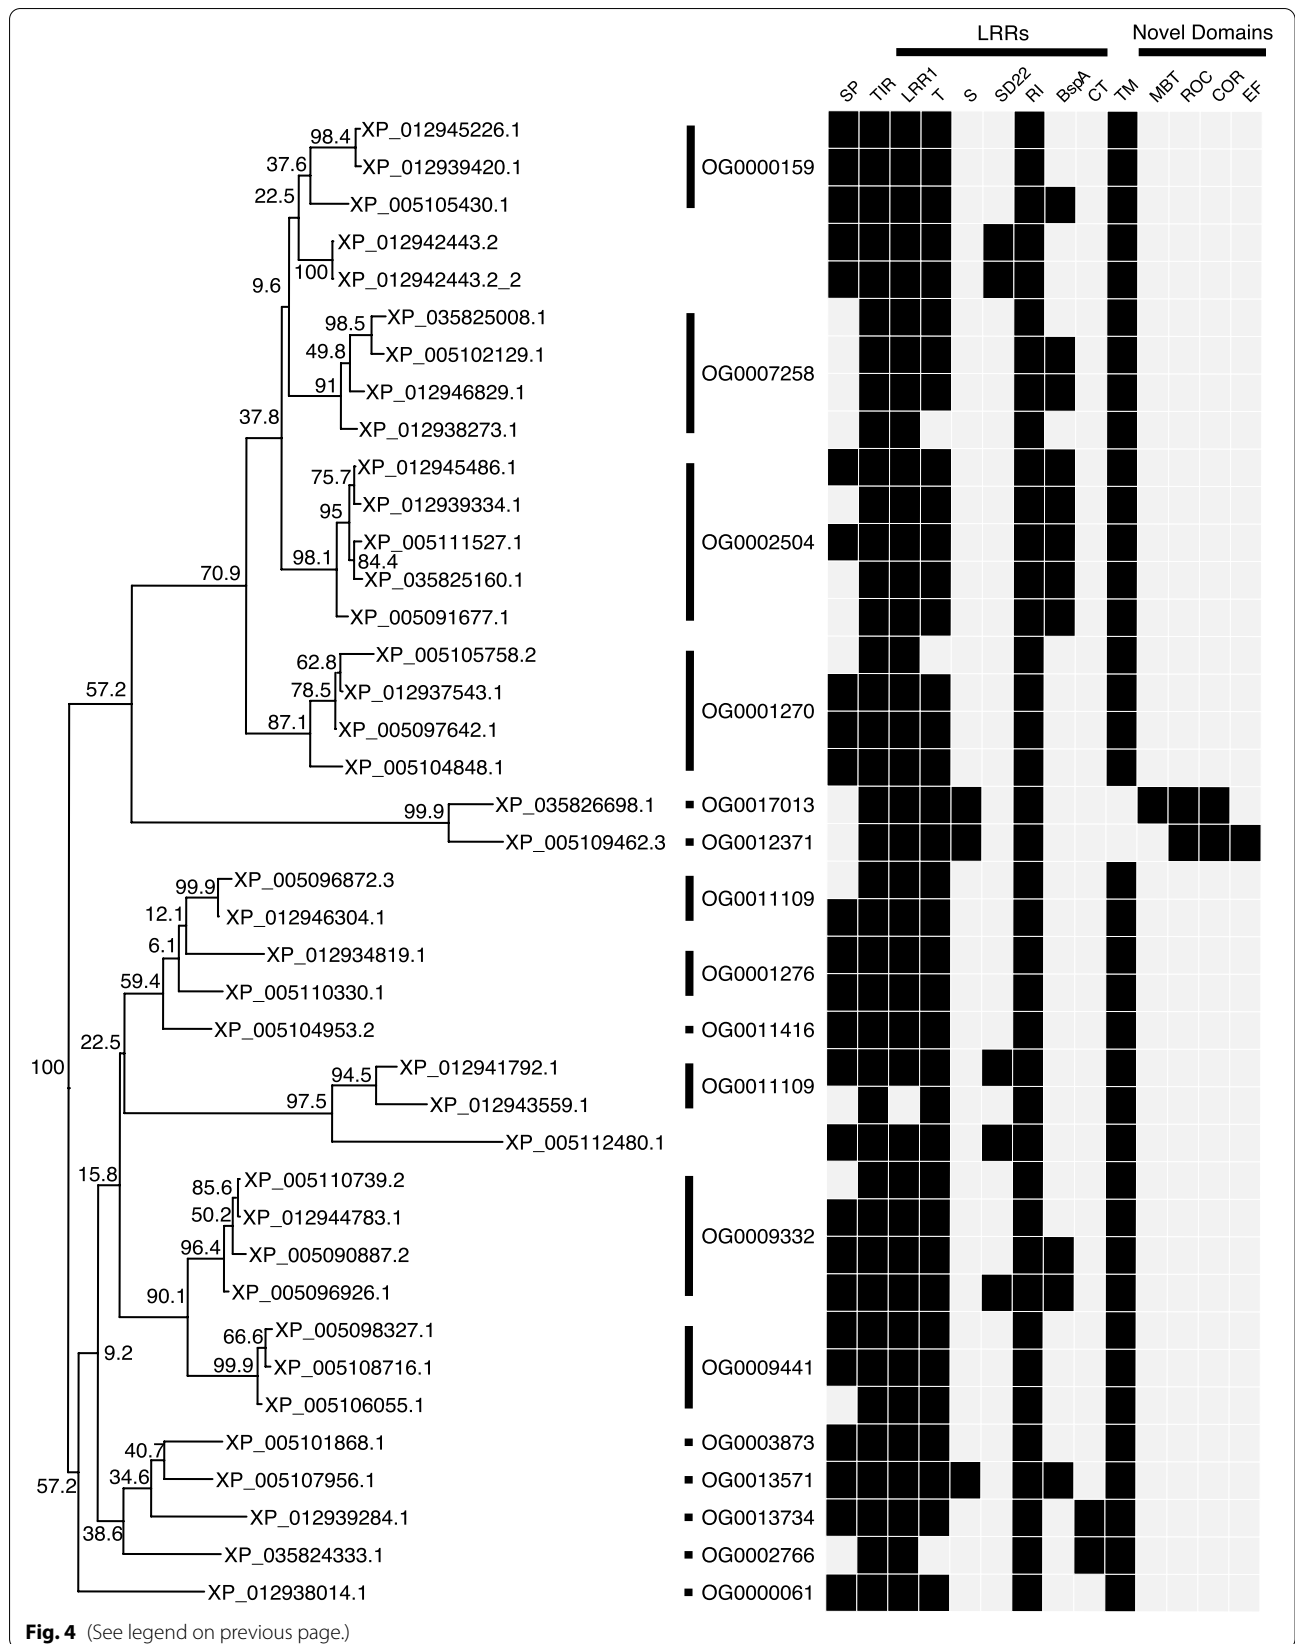 LRRs
Novel Domains
SP TIR LRR1 T S SD22 RI BspA CT TM MBT ROC COR EF
98.4 XP_012945226.1
37.6 XP_012939420.1 OG0000159
22.5 XP_005105430.1
XP_012942443.2
100 XP_012942443.2_2
9.6
98.5 XP_035825008.1
49.8 XP_005102129.1
OG0007258
91 XP_012946829.1
37.8 XP_012938273.1
75.7 XP_012945486.1
95 XP_012939334.1
XP_005111527.1 OG0002504
98.1 84.4
70.9 XP_035825160.1
XP_005091677.1
62.8 XP_005105758.2
57.2 78.5 XP_012937543.1
OG0001270
87.1 XP_005097642.1
XP_005104848.1
99.9 XP_035826698.1 OG0017013
XP_005109462.3 OG0012371
99.9 XP_005096872.3
OG0011109
12.1 XP_012946304.1
6.1 XP_012934819.1
OG0001276
59.4 XP_005110330.1
XP_005104953.2 OG0011416
22.5
100 94.5 XP_012941792.1
OG0011109
97.5 XP_012943559.1
XP_005112480.1
15.8 85.6 XP_005110739.2
50.2 XP_012944783.1
OG0009332
96.4 XP_005090887.2
90.1 XP_005096926.1
66.6 XP_005098327.1
9.2 99.9 XP_005108716.1 OG0009441
XP_005106055.1
40.7 XP_005101868.1 OG0003873
57.2 34.6 XP_005107956.1 OG0013571
XP_012939284.1 OG0013734
38.6
XP_035824333.1 OG0002766
XP_012938014.1 OG0000061
Fig. 4 (See legend on previous page.)